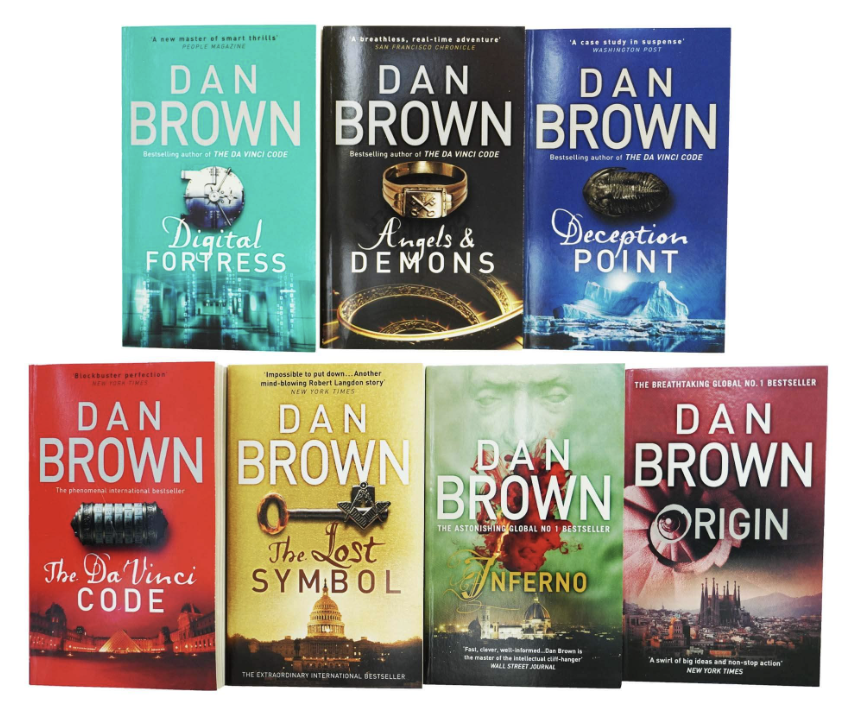 'A new master of smart thrills'
PEOPLE MAGAZINE
DAN
BROWN
Bestselling author of THE DA VINCI CODE
Digital
FORTRESS
'A breathless, real-time adventure'
SAN FRANCISCO CHRONICLE
DAN
BROWN
Bestselling author of THE DA VINCI CODE
Angels &
DEMONS
'A case study in suspense'
WASHINGTON POST
DAN
BROWN
Bestselling author of THE DA VINCI CODE
Deception
POINT
'Blockbuster perfection'
NEW YORK TIMES
DAN
BROWN
The phenomenal international bestseller
The Da Vinci
CODE
'Impossible to put down...Another
mind-blowing Robert Langdon story'
NEW YORK TIMES
DAN
BROWN
The Lost
SYMBOL
THE EXTRAORDINARY INTERNATIONAL BESTSELLER
DAN
BROWN
THE ASTONISHING GLOBAL NO 1 BESTSELLER
INFERNO
'Fast, clever, well-informed...Dan Brown is
the master of the intellectual cliff-hanger'
WALL STREET JOURNAL
THE BREATHTAKING GLOBAL NO.1 BESTSELLER
DAN
BROWN
ORIGIN
'A swirl of big ideas and non-stop action'
NEW YORK TIMES